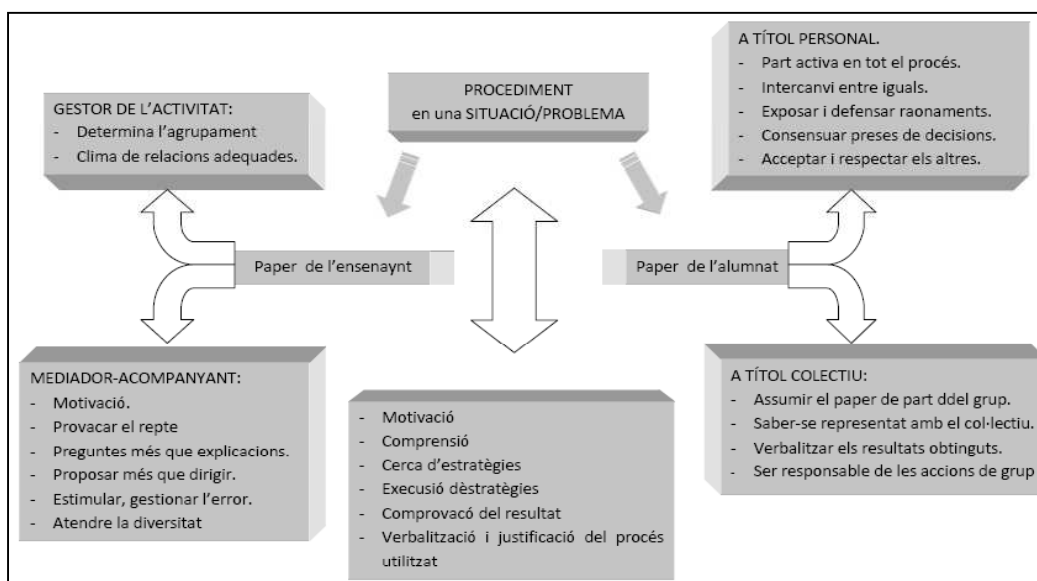 GESTOR DE L'ACTIVITAT:
- Determina l'agrupament
- Clima de relacions adequades.
PROCEDIMENT
en una SITUACIÓ/PROBLEMA
A TÍTOL PERSONAL.
- Part activa en tot el procés.
- Intercanvi entre iguals.
- Exposar i defensar raonaments.
- Consensuar preses de decisions.
- Acceptar i respectar els altres.
Paper de l'ensenaynt
Paper de l'alumnat
MEDIADOR-ACOMPANYANT:
- Motivació.
- Provacar el repte
- Preguntes més que explicacions.
- Proposar més que dirigir.
- Estimular, gestionar l'error.
- Atendre la diversitat
- Motivació
- Comprensió
- Cerca d'estratègies
- Execusió dèstratègies
- Comprovacó del resultat
- Verbalització i justificació del procés
utilitzat
A TÍTOL COLECTIU:
- Assumir el paper de part ddel grup.
- Saber-se representat amb el col·lectiu.
- Verbalitzar els resultats obtinguts.
- Ser responsable de les accions de grup